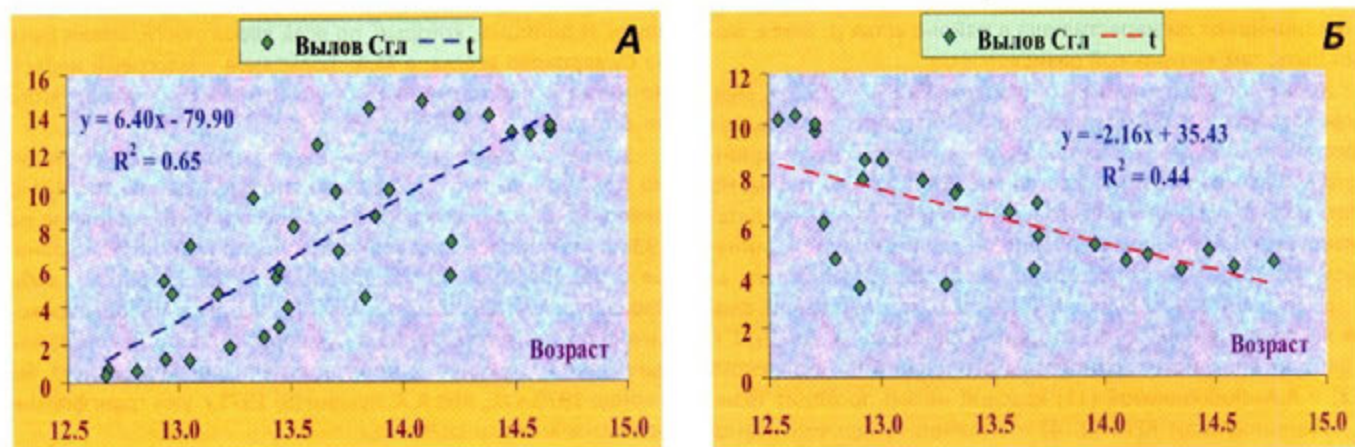 Вылов Сгл t А
16
14
12
10
8
6
4
2
0
y = 6.40x - 79.90
R² = 0.65
Возраст
12.5 13.0 13.5 14.0 14.5 15.0
Вылов Сгл t Б
12
10
8
6
4
2
0
y = -2.16x + 35.43
R² = 0.44
Возраст
12.5 13.0 13.5 14.0 14.5 15.0